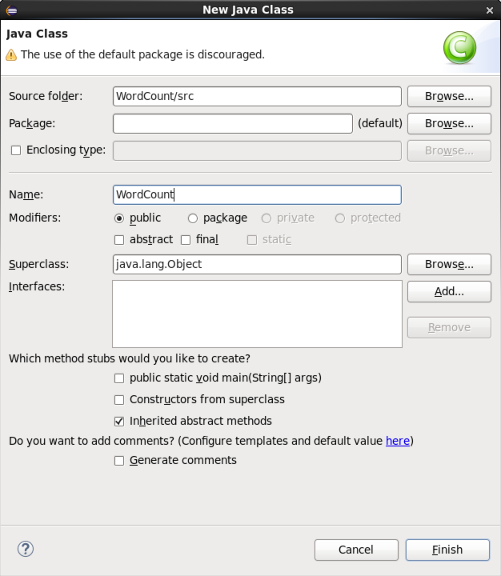 New Java Class
Java Class
The use of the default package is discouraged.
C
Source folder: WordCount/src Browse...
Package: (default) Browse...
Enclosing type: Browse...
Name: WordCount
Modifiers: public package private protected
abstract final static
Superclass: java.lang.Object Browse...
Interfaces: Add...
Remove
Which method stubs would you like to create?
public static void main(String[] args)
Constructors from superclass
Inherited abstract methods
Do you want to add comments? (Configure templates and default value here)
Generate comments
? Cancel Finish